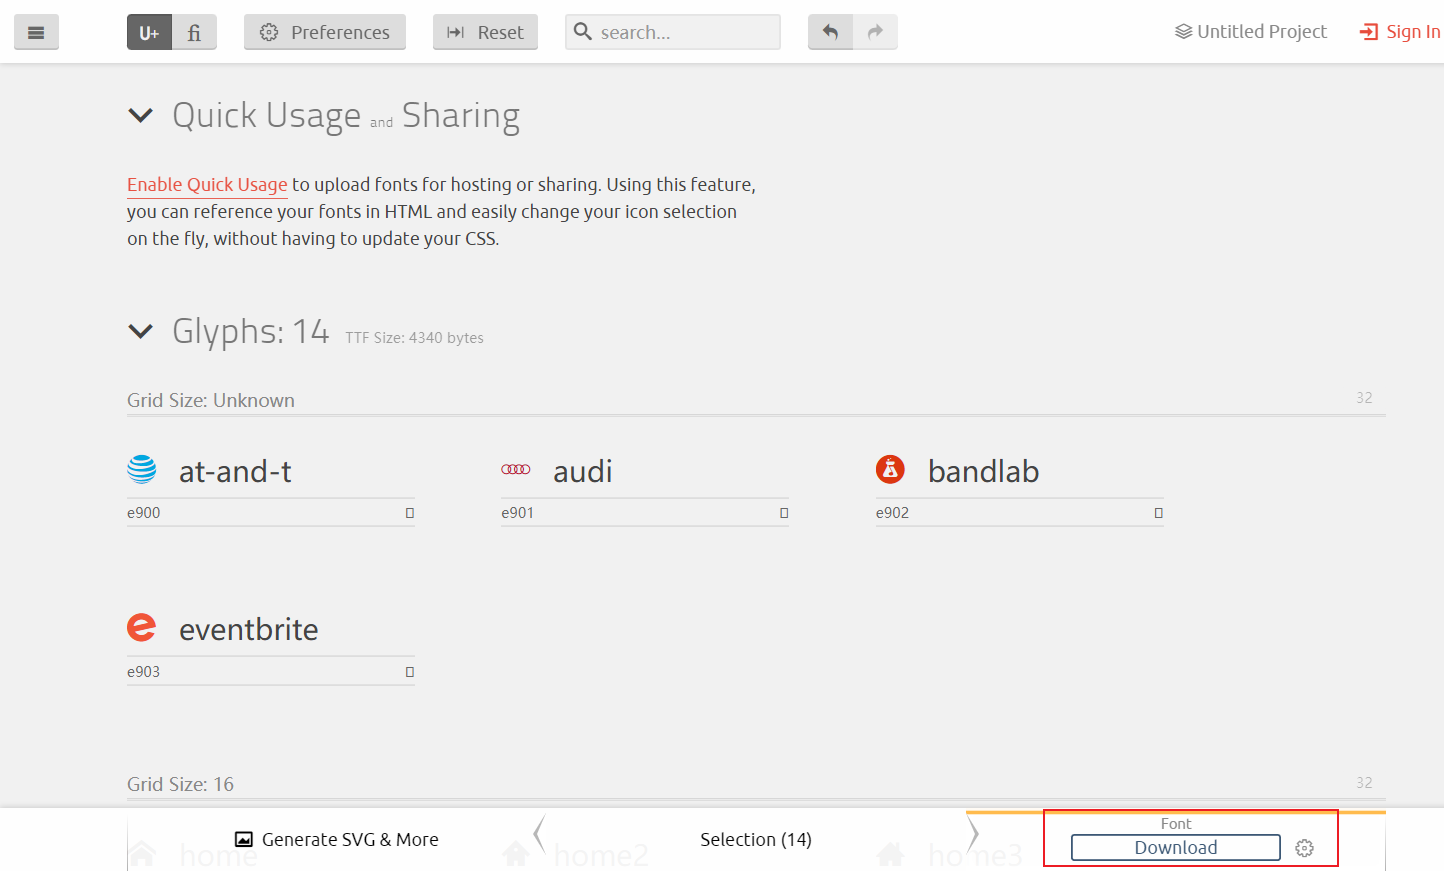 U+ fi Preferences Reset search... Untitled Project Sign In
Quick Usage and Sharing
Enable Quick Usage to upload fonts for hosting or sharing. Using this feature,
you can reference your fonts in HTML and easily change your icon selection
on the fly, without having to update your CSS.
Glyphs: 14 TTF Size: 4340 bytes
Grid Size: Unknown 32
at-and-t audi bandlab
e900 e901 e902
eventbrite
e903
Grid Size: 16 32
Font
Generate SVG & More Selection (14) Download
home home2 home3